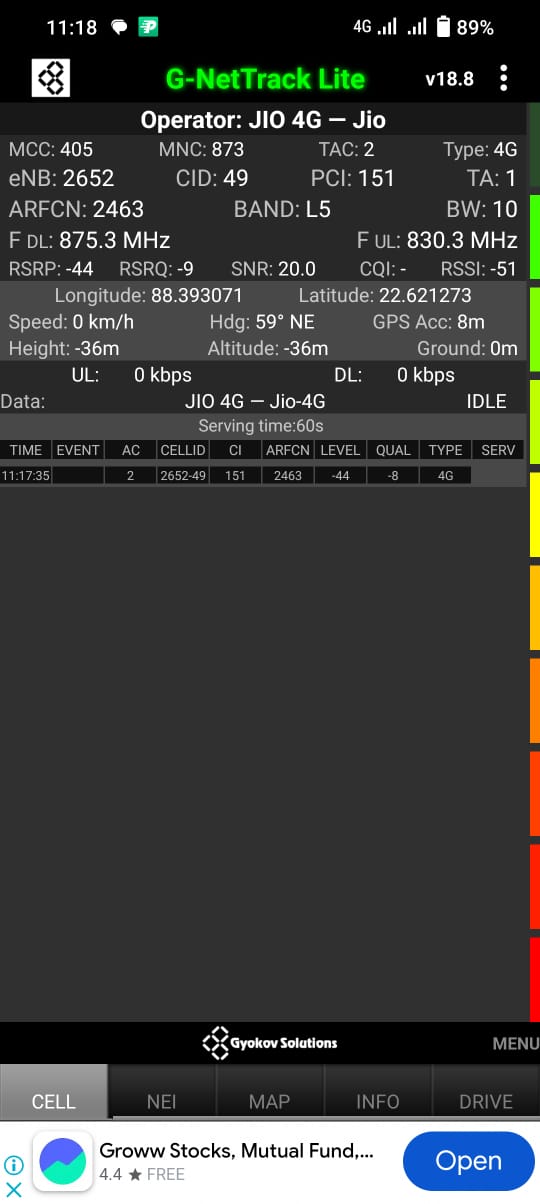 11:18 4G 89%
G-NetTrack Lite v18.8
Operator: JIO 4G — Jio
MCC: 405 MNC: 873 TAC: 2 Type: 4G
eNB: 2652 CID: 49 PCI: 151 TA: 1
ARFCN: 2463 BAND: L5 BW: 10
F DL: 875.3 MHz F UL: 830.3 MHz
RSRP: -44 RSRQ: -9 SNR: 20.0 CQI: - RSSI: -51
Longitude: 88.393071 Latitude: 22.621273
Speed: 0 km/h Hdg: 59° NE GPS Acc: 8m
Height: -36m Altitude: -36m Ground: 0m
UL: 0 kbps DL: 0 kbps
Data: JIO 4G — Jio-4G IDLE
Serving time:60s
TIME EVENT AC CELLID CI ARFCN LEVEL QUAL TYPE SERV
11:17:35 2 2652-49 151 2463 -44 -8 4G
Gyokov Solutions MENU
CELL NEI MAP INFO DRIVE
Groww Stocks, Mutual Fund,...
4.4 ★ FREE
Open